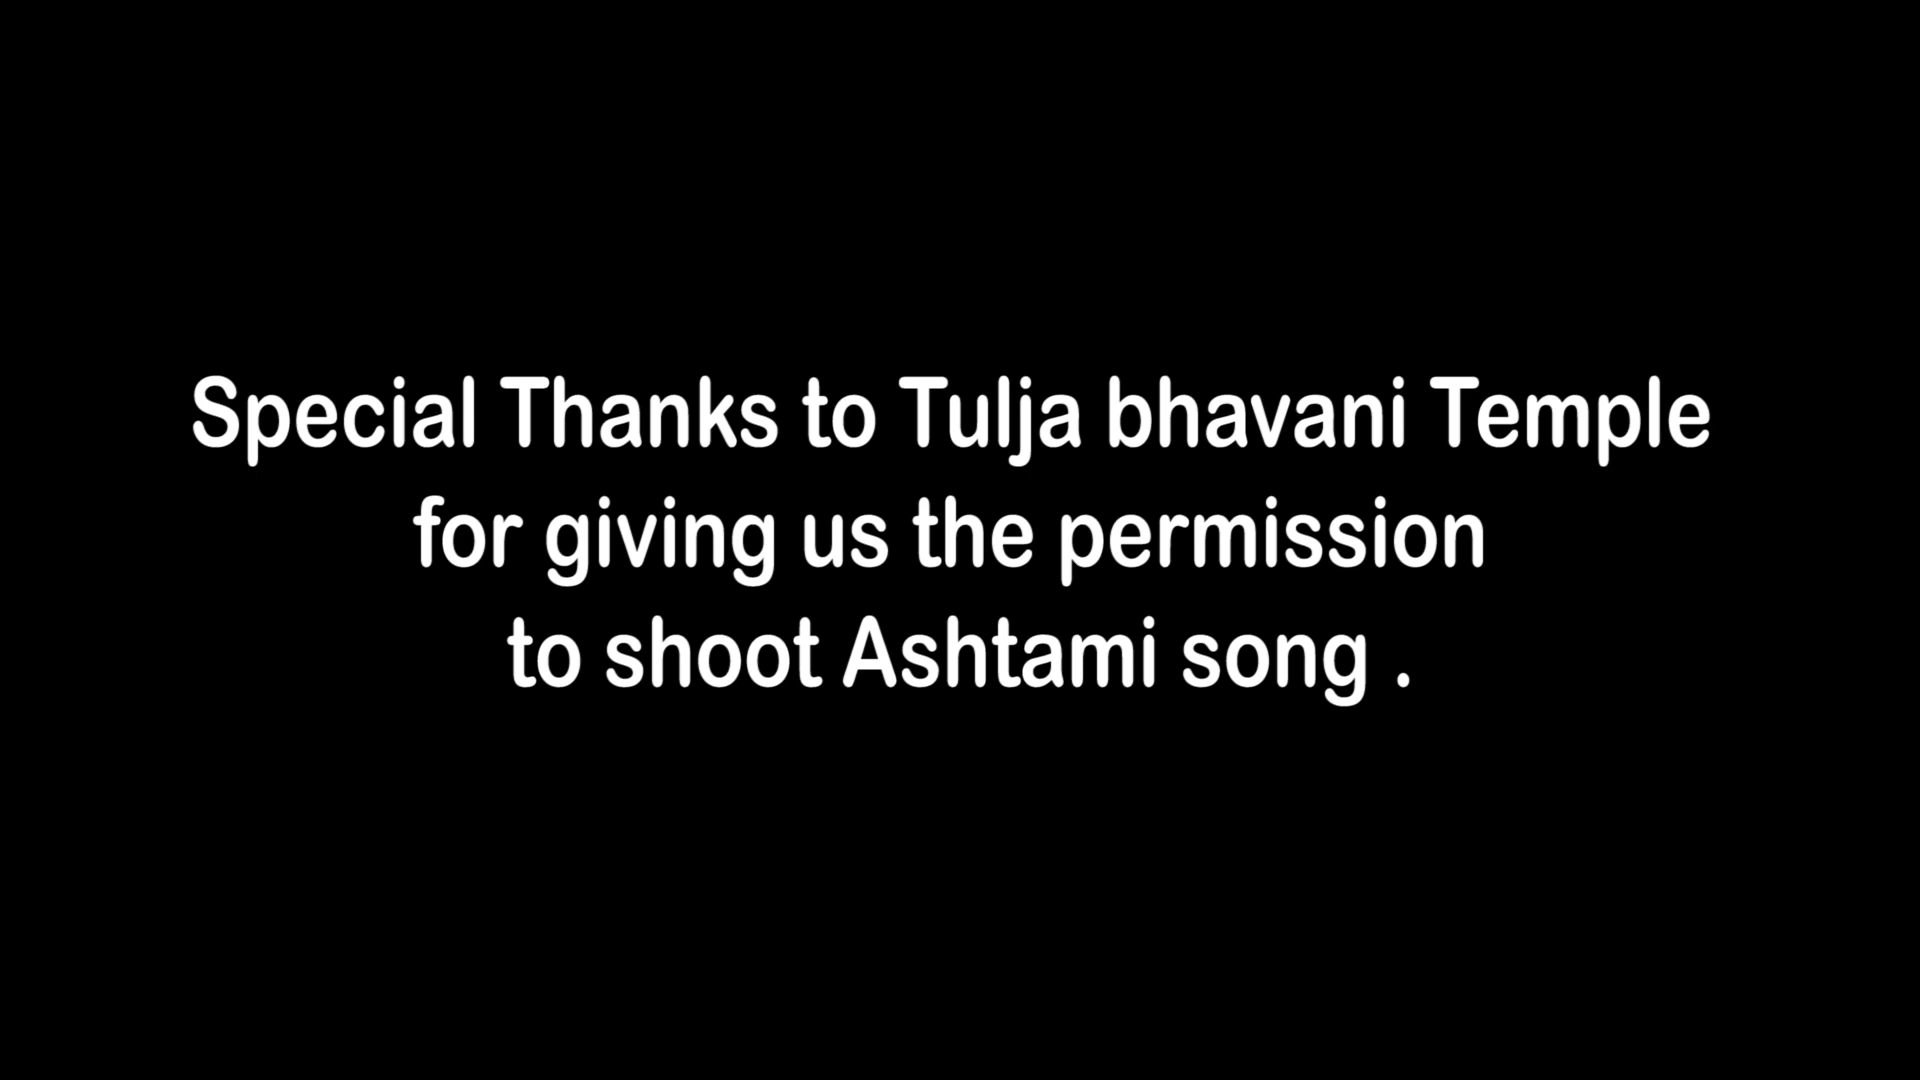 Special Thanks to Tulja bhavani Temple
for giving us the permission
to shoot Ashtami song .